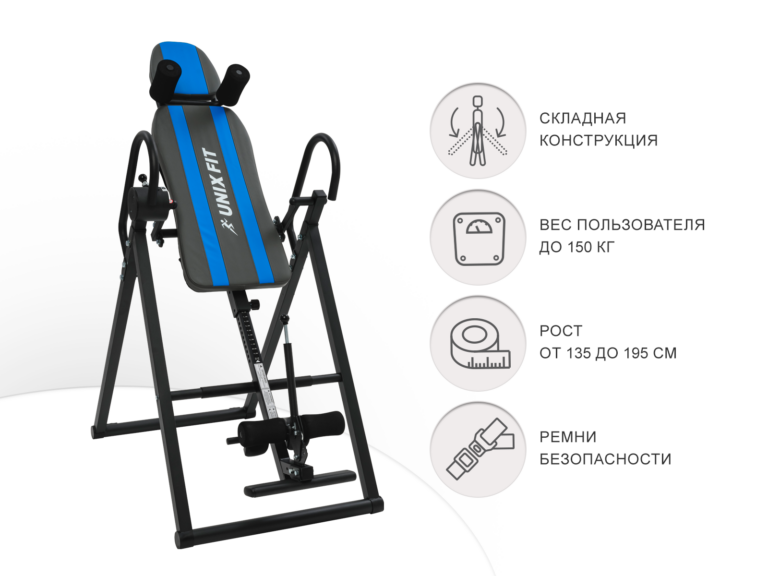 UNIX FIT
СКЛАДНАЯ
КОНСТРУКЦИЯ
ВЕС ПОЛЬЗОВАТЕЛЯ
ДО 150 КГ
РОСТ
ОТ 135 ДО 195 СМ
РЕМНИ
БЕЗОПАСНОСТИ